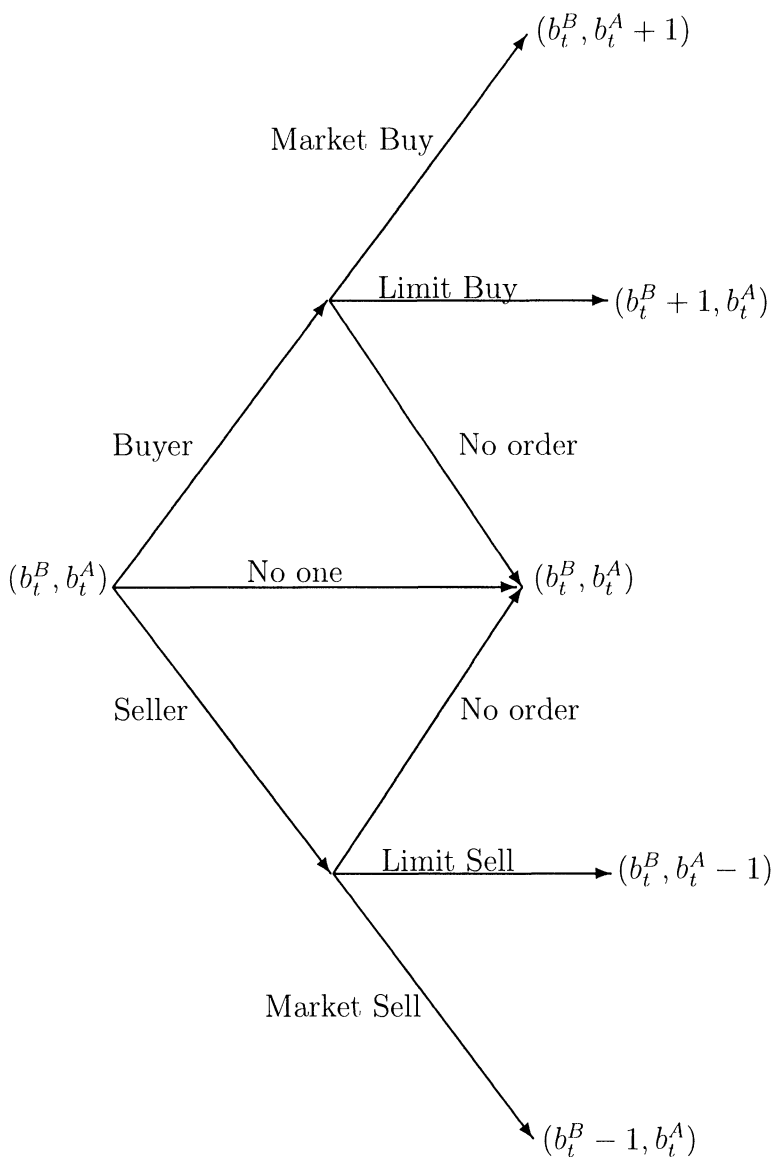 $(b_t^B, b_t^A + 1)$
Market Buy
Limit Buy
$(b_t^B + 1, b_t^A)$
Buyer
No order
$(b_t^B, b_t^A)$
No one
$(b_t^B, b_t^A)$
Seller
No order
Limit Sell
$(b_t^B, b_t^A - 1)$
Market Sell
$(b_t^B - 1, b_t^A)$